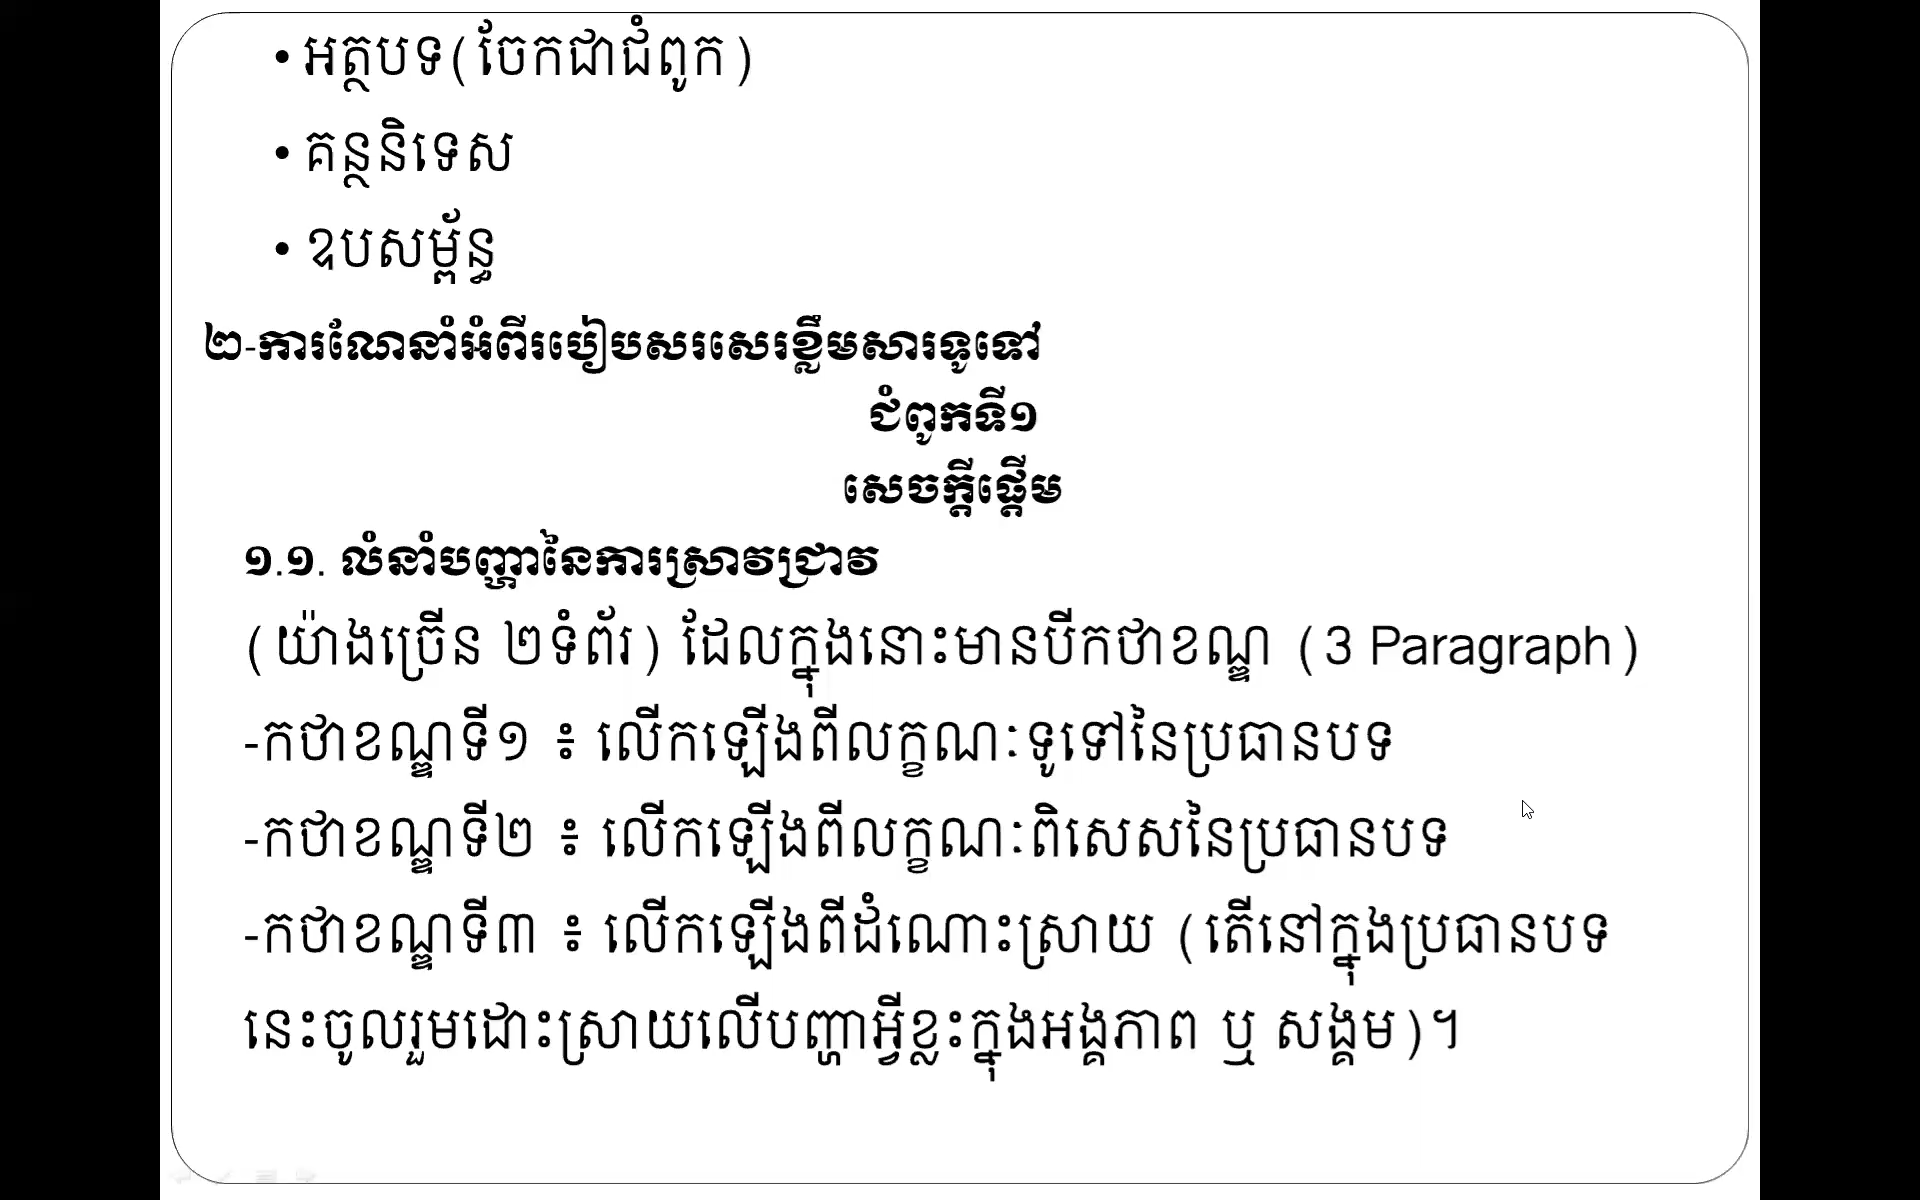 • អត្ថបទ(ចែកជាជំពូក)
• គន្ថនិទេស
• ឧបសម្ព័ន្ធ
២-ការណែនាំអំពីរបៀបសរសេរខ្លឹមសារទូទៅ
ជំពូកទី១
សេចក្តីផ្តើម
១.១. លំនាំបញ្ហានៃការស្រាវជ្រាវ
(យ៉ាងច្រើន ២ទំព័រ) ដែលក្នុងនោះមានបីកថាខណ្ឌ (3 Paragraph)
-កថាខណ្ឌទី១ ៖ លើកឡើងពីលក្ខណៈទូទៅនៃប្រធានបទ
-កថាខណ្ឌទី២ ៖ លើកឡើងពីលក្ខណៈពិសេសនៃប្រធានបទ
-កថាខណ្ឌទី៣ ៖ លើកឡើងពីដំណោះស្រាយ (តើនៅក្នុងប្រធានបទ
នេះចូលរួមដោះស្រាយលើបញ្ហាអ្វីខ្លះក្នុងអង្គភាព ឬ សង្គម)។